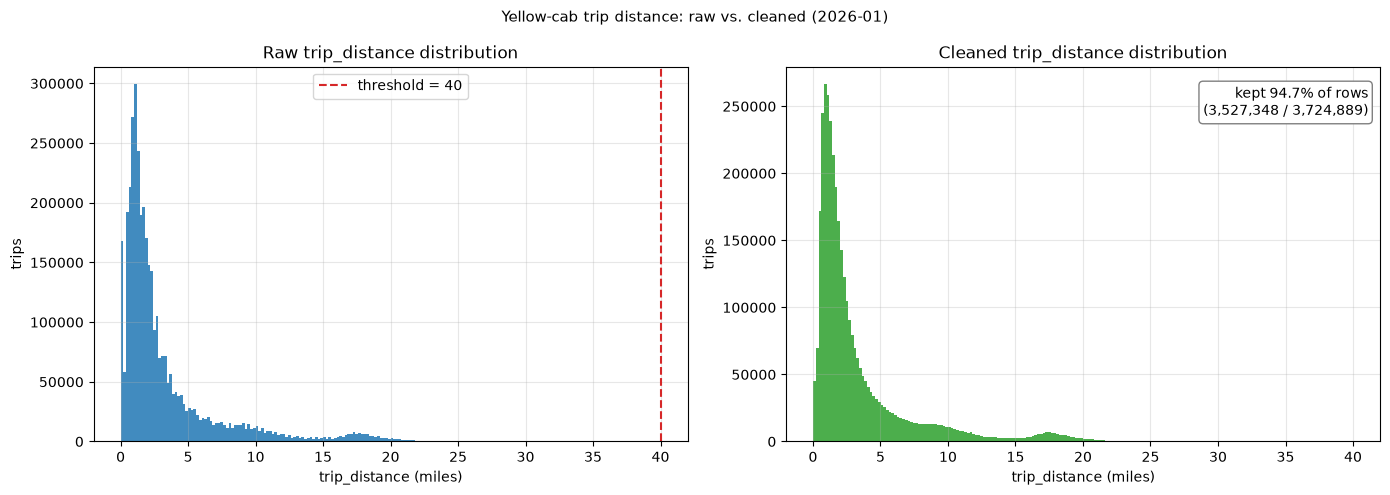 Yellow-cab trip distance: raw vs. cleaned (2026-01)
Raw trip_distance distribution
300000
250000
200000
150000
100000
50000
0
trips
threshold = 40
0 5 10 15 20 25 30 35 40
trip_distance (miles)
Cleaned trip_distance distribution
250000
200000
150000
100000
50000
0
trips
kept 94.7% of rows
(3,527,348 / 3,724,889)
0 5 10 15 20 25 30 35 40
trip_distance (miles)